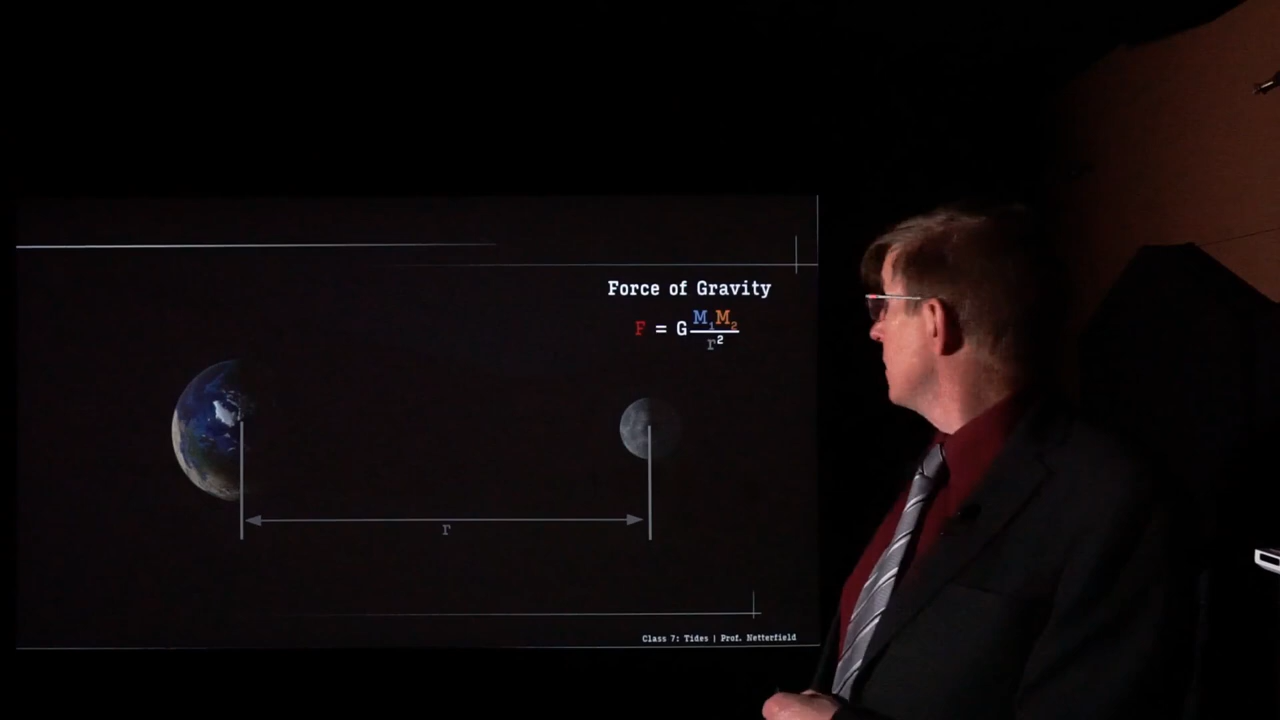 Force of Gravity
F = G M₁M₂ / r²
r
Class 7: Tides | Prof. Netterfield